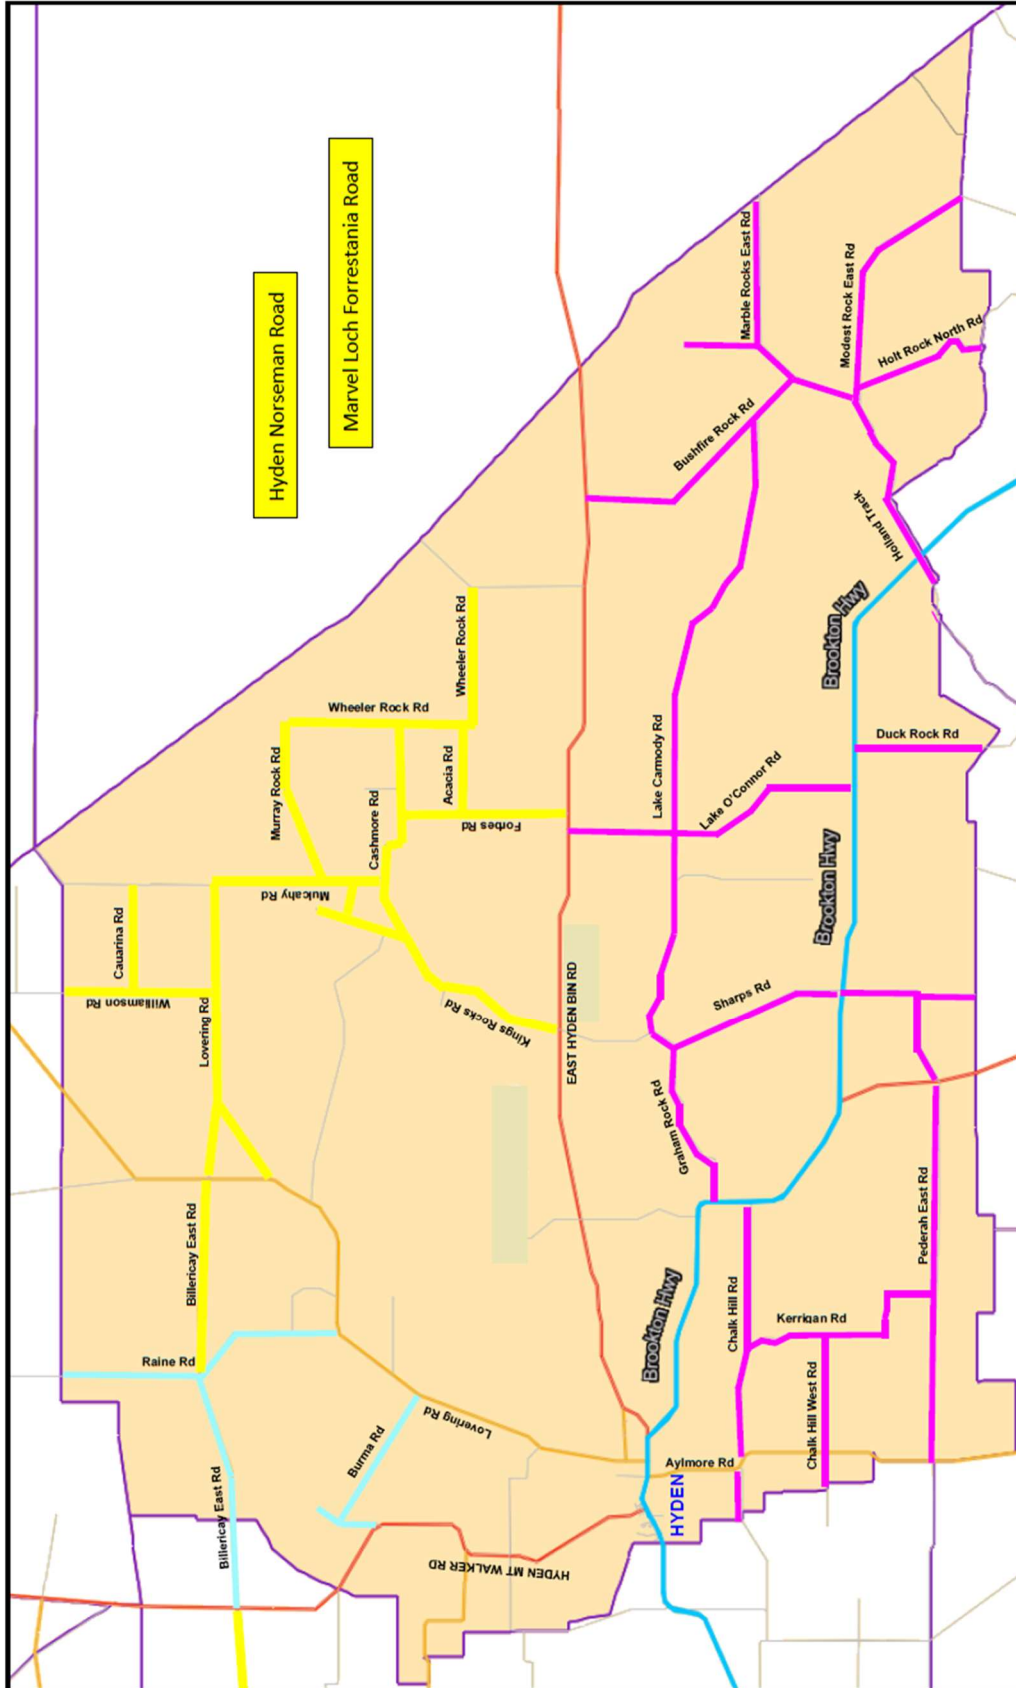 Hyden Norseman Road
Marvel Loch Forrestania Road
Marble Rocks East Rd
Modest Rock East Rd
Holt Rock North Rd
Bushfire Rock Rd
Holland Track
Brookton Hwy
Wheeler Rock Rd
Wheeler Rock Rd
Murray Rock Rd
Acacia Rd
Cashmore Rd
Forbes Rd
Lake Carmody Rd
Lake O'Connor Rd
Duck Rock Rd
Brookton Hwy
Mulcahy Rd
Cauarina Rd
Williamson Rd
Lovering Rd
Kings Rocks Rd
EAST HYDEN BIN RD
Sharps Rd
Graham Rock Rd
Billericay East Rd
Pederah East Rd
Brookton Hwy
Chalk Hill Rd
Kerrigan Rd
Raine Rd
Chalk Hill West Rd
Lovering Rd
Burma Rd
Aylmore Rd
HYDEN
Billericay East Rd
HYDEN MT WALKER RD